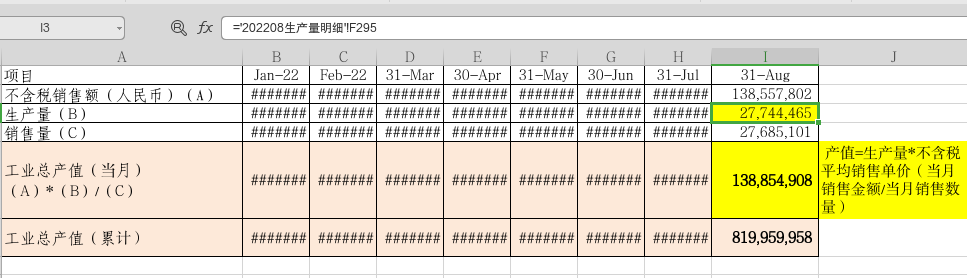 I3 fx ='202208生产量明细'!F295
A B C D E F G H I J
项目 Jan-22 Feb-22 31-Mar 30-Apr 31-May 30-Jun 31-Jul 31-Aug
不含税销售额（人民币）（A） ####### ####### ####### ####### ####### ####### ####### 138,557,802
生产量（B） ####### ####### ####### ####### ####### ####### ####### 27,744,465
销售量（C） ####### ####### ####### ####### ####### ####### ####### 27,685,101
工业总产值（当月）
（A）*（B）/（C） ####### ####### ####### ####### ####### ####### ####### 138,854,908
产值=生产量*不含税
平均销售单价（当月
销售金额/当月销售数
量）
工业总产值（累计） ####### ####### ####### ####### ####### ####### ####### 819,959,958